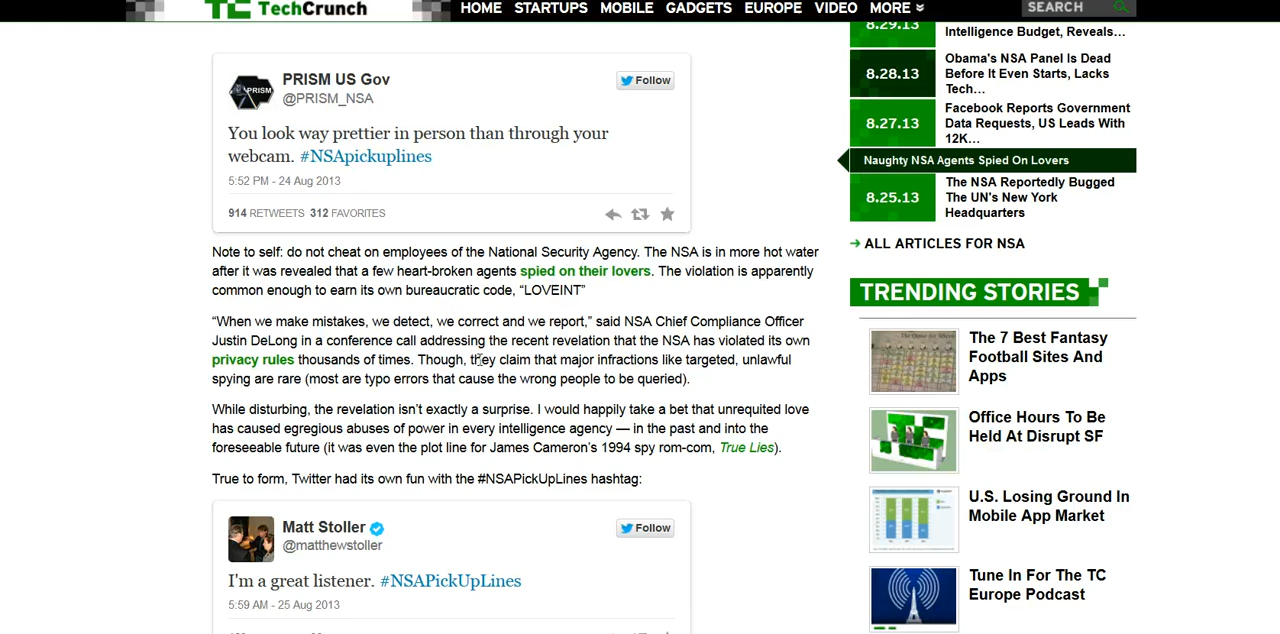 TechCrunch
HOME STARTUPS MOBILE GADGETS EUROPE VIDEO MORE
SEARCH
PRISM
PRISM US Gov
@PRISM_NSA
Follow
You look way prettier in person than through your
webcam. #NSApickuplines
5:52 PM - 24 Aug 2013
914 RETWEETS 312 FAVORITES
Note to self: do not cheat on employees of the National Security Agency. The NSA is in more hot water
after it was revealed that a few heart-broken agents spied on their lovers. The violation is apparently
common enough to earn its own bureaucratic code, “LOVEINT”
“When we make mistakes, we detect, we correct and we report,” said NSA Chief Compliance Officer
Justin DeLong in a conference call addressing the recent revelation that the NSA has violated its own
privacy rules thousands of times. Though, they claim that major infractions like targeted, unlawful
spying are rare (most are typo errors that cause the wrong people to be queried).
While disturbing, the revelation isn’t exactly a surprise. I would happily take a bet that unrequited love
has caused egregious abuses of power in every intelligence agency — in the past and into the
foreseeable future (it was even the plot line for James Cameron’s 1994 spy rom-com, True Lies).
True to form, Twitter had its own fun with the #NSAPickUpLines hashtag:
Matt Stoller
@matthewstoller
Follow
I'm a great listener. #NSAPickUpLines
5:59 AM - 25 Aug 2013
8.29.13
Intelligence Budget, Reveals…
8.28.13
Obama's NSA Panel Is Dead
Before It Even Starts, Lacks
Tech…
8.27.13
Facebook Reports Government
Data Requests, US Leads With
12K…
Naughty NSA Agents Spied On Lovers
8.25.13
The NSA Reportedly Bugged
The UN's New York
Headquarters
ALL ARTICLES FOR NSA
TRENDING STORIES
The 7 Best Fantasy
Football Sites And
Apps
Office Hours To Be
Held At Disrupt SF
U.S. Losing Ground In
Mobile App Market
Tune In For The TC
Europe Podcast